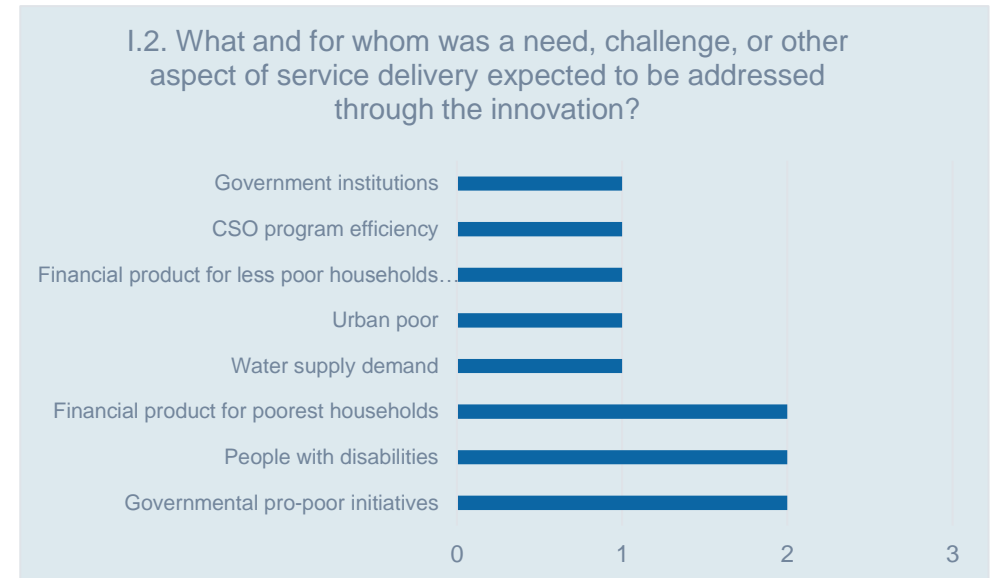 I.2. What and for whom was a need, challenge, or other
aspect of service delivery expected to be addressed
through the innovation?
Government institutions
CSO program efficiency
Financial product for less poor households…
Urban poor
Water supply demand
Financial product for poorest households
People with disabilities
Governmental pro-poor initiatives
0 1 2 3